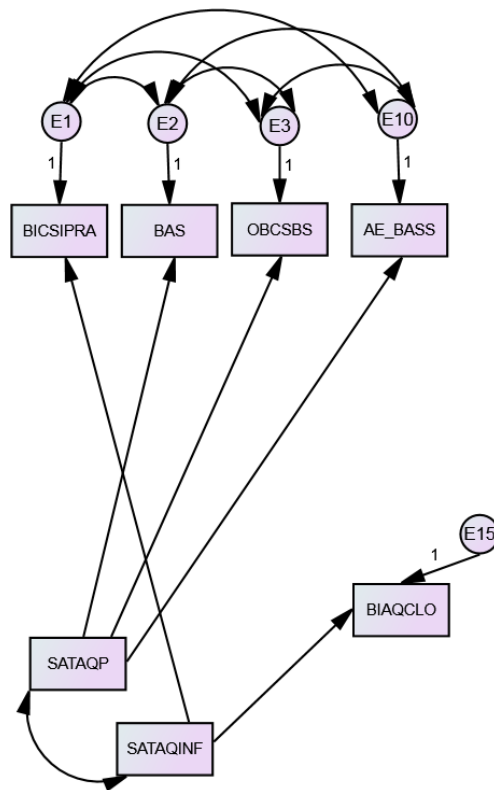 E1 E2 E3 E10
1 1 1 1
BICSIPRA BAS OBCSBS AE_BASS
E15
1
BIAQCLO
SATAQP
SATAQINF